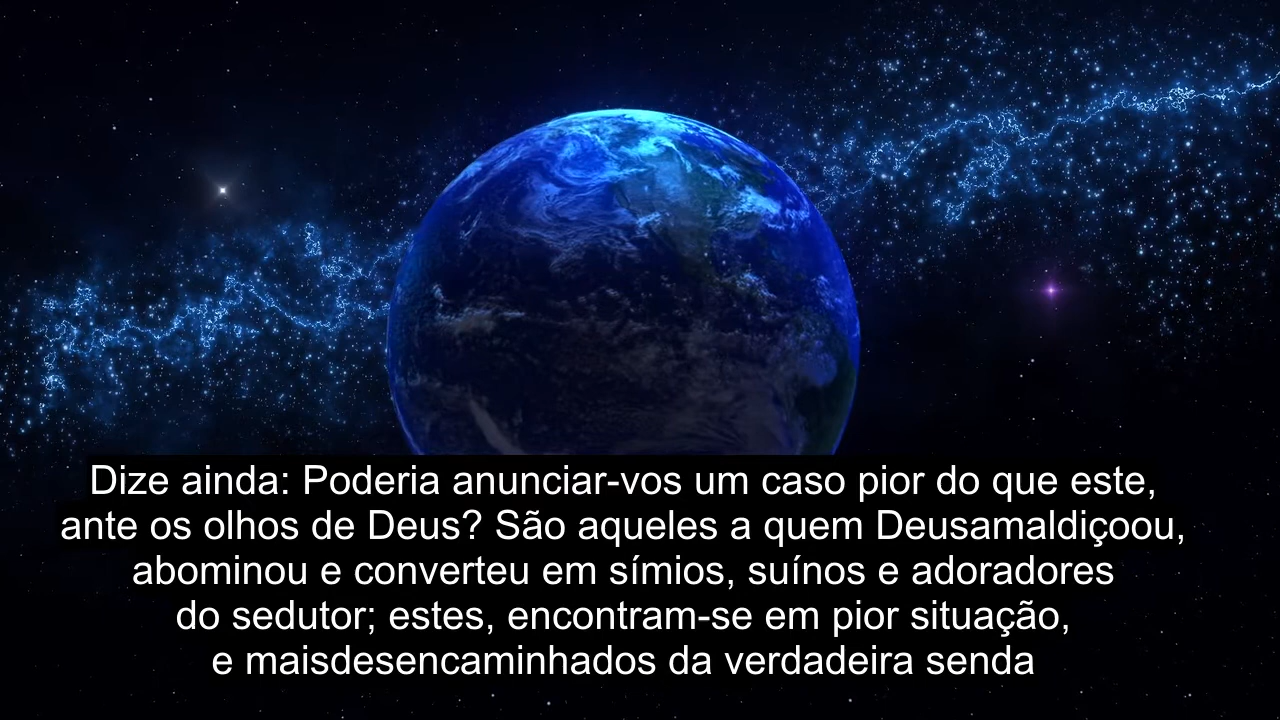 Dize ainda: Poderia anunciar-vos um caso pior do que este,
ante os olhos de Deus? São aqueles a quem Deusamaldiçoou,
abominou e converteu em símios, suínos e adoradores
do sedutor; estes, encontram-se em pior situação,
e maisdesencaminhados da verdadeira senda